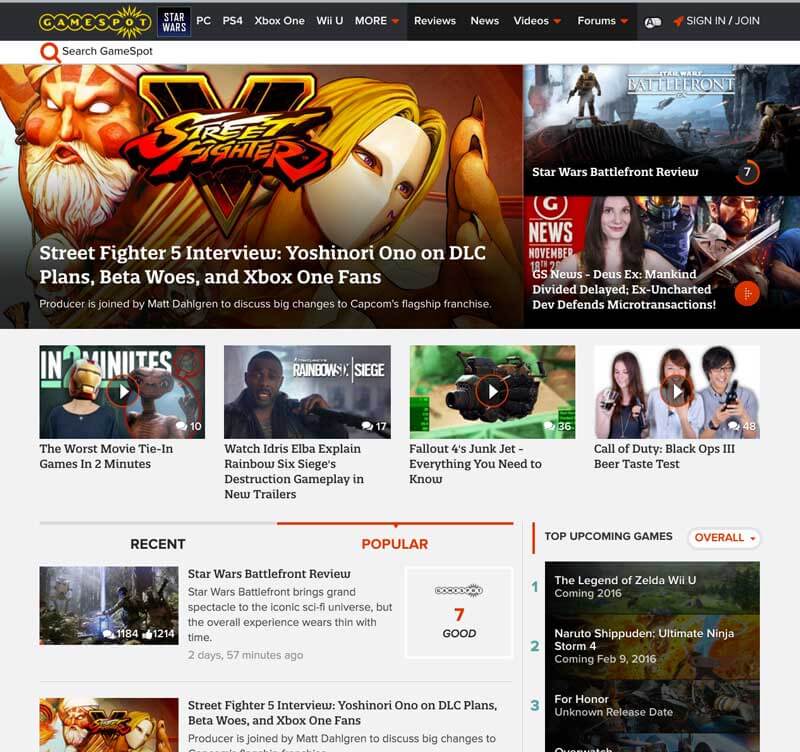 GAMESPOT
STAR WARS
PC
PS4
Xbox One
Wii U
MORE
Reviews
News
Videos
Forums
SIGN IN / JOIN
Search GameSpot
STREET FIGHTER V
Street Fighter 5 Interview: Yoshinori Ono on DLC
Plans, Beta Woes, and Xbox One Fans
Producer is joined by Matt Dahlgren to discuss big changes to Capcom's flagship franchise.
STAR WARS
BATTLEFRONT
Star Wars Battlefront Review
7
G
NEWS
NOVEMBER
18TH
GS News - Deus Ex: Mankind
Divided Delayed; Ex-Uncharted
Dev Defends Microtransactions!
IN 2 MINUTES
10
The Worst Movie Tie-In
Games In 2 Minutes
RAINBOW SIX | SIEGE
17
Watch Idris Elba Explain
Rainbow Six Siege's
Destruction Gameplay in
New Trailers
36
Fallout 4's Junk Jet -
Everything You Need to
Know
48
Call of Duty: Black Ops III
Beer Taste Test
RECENT
POPULAR
1184 1214
Star Wars Battlefront Review
Star Wars Battlefront brings grand
spectacle to the iconic sci-fi universe, but
the overall experience wears thin with
time.
2 days, 57 minutes ago
GAMESPOT
7
GOOD
Street Fighter 5 Interview: Yoshinori Ono on DLC Plans,
Beta Woes, and Xbox One Fans
Producer is joined by Matt Dahlgren to discuss big changes to
TOP UPCOMING GAMES
OVERALL
1
The Legend of Zelda Wii U
Coming 2016
2
Naruto Shippuden: Ultimate Ninja
Storm 4
Coming Feb 9, 2016
3
For Honor
Unknown Release Date
Overwatch